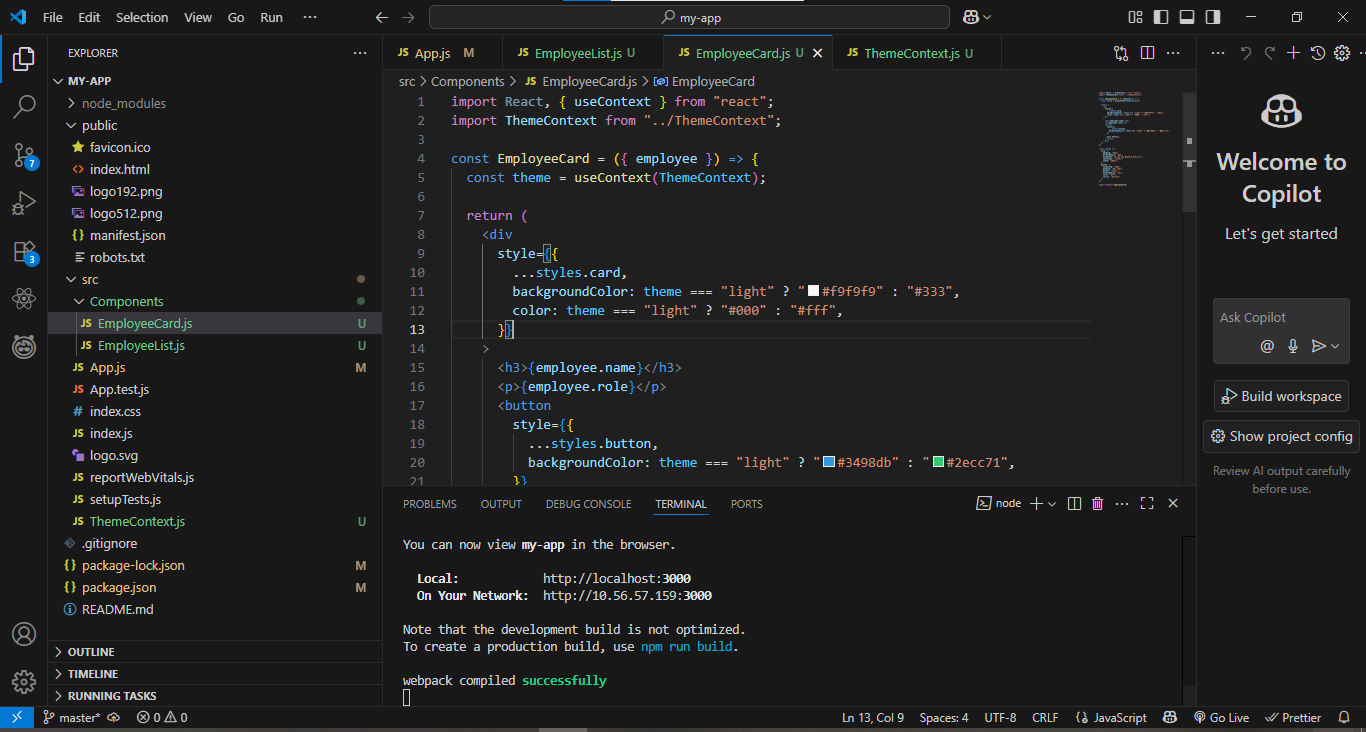 File Edit Selection View Go Run ··· my-app
EXPLORER ···
MY-APP
node_modules
public
favicon.ico
<> index.html
logo192.png
logo512.png
{} manifest.json
robots.txt
src
Components
JS EmployeeCard.js U
JS EmployeeList.js U
JS App.js M
JS App.test.js
# index.css
JS index.js
logo.svg
JS reportWebVitals.js
JS setupTests.js
JS ThemeContext.js U
.gitignore
{} package-lock.json M
{} package.json M
README.md
OUTLINE
TIMELINE
RUNNING TASKS
7
3
JS App.js M JS EmployeeList.js U JS EmployeeCard.js U JS ThemeContext.js U
src > Components > JS EmployeeCard.js > EmployeeCard
1 import React, { useContext } from "react";
2 import ThemeContext from "../ThemeContext";
3
4 const EmployeeCard = ({ employee }) => {
5 const theme = useContext(ThemeContext);
6
7 return (
8 <div
9 style={{
10 ...styles.card,
11 backgroundColor: theme === "light" ? "#f9f9f9" : "#333",
12 color: theme === "light" ? "#000" : "#fff",
13 }}
14 >
15 <h3>{employee.name}</h3>
16 <p>{employee.role}</p>
17 <button
18 style={{
19 ...styles.button,
20 backgroundColor: theme === "light" ? "#3498db" : "#2ecc71",
21 }}
PROBLEMS OUTPUT DEBUG CONSOLE TERMINAL PORTS node
You can now view my-app in the browser.
Local: http://localhost:3000
On Your Network: http://10.56.57.159:3000
Note that the development build is not optimized.
To create a production build, use npm run build.
webpack compiled successfully
Welcome to
Copilot
Let's get started
Ask Copilot
@
Build workspace
Show project config
Review AI output carefully
before use.
master* 0 0 Ln 13, Col 9 Spaces: 4 UTF-8 CRLF {} JavaScript Go Live Prettier